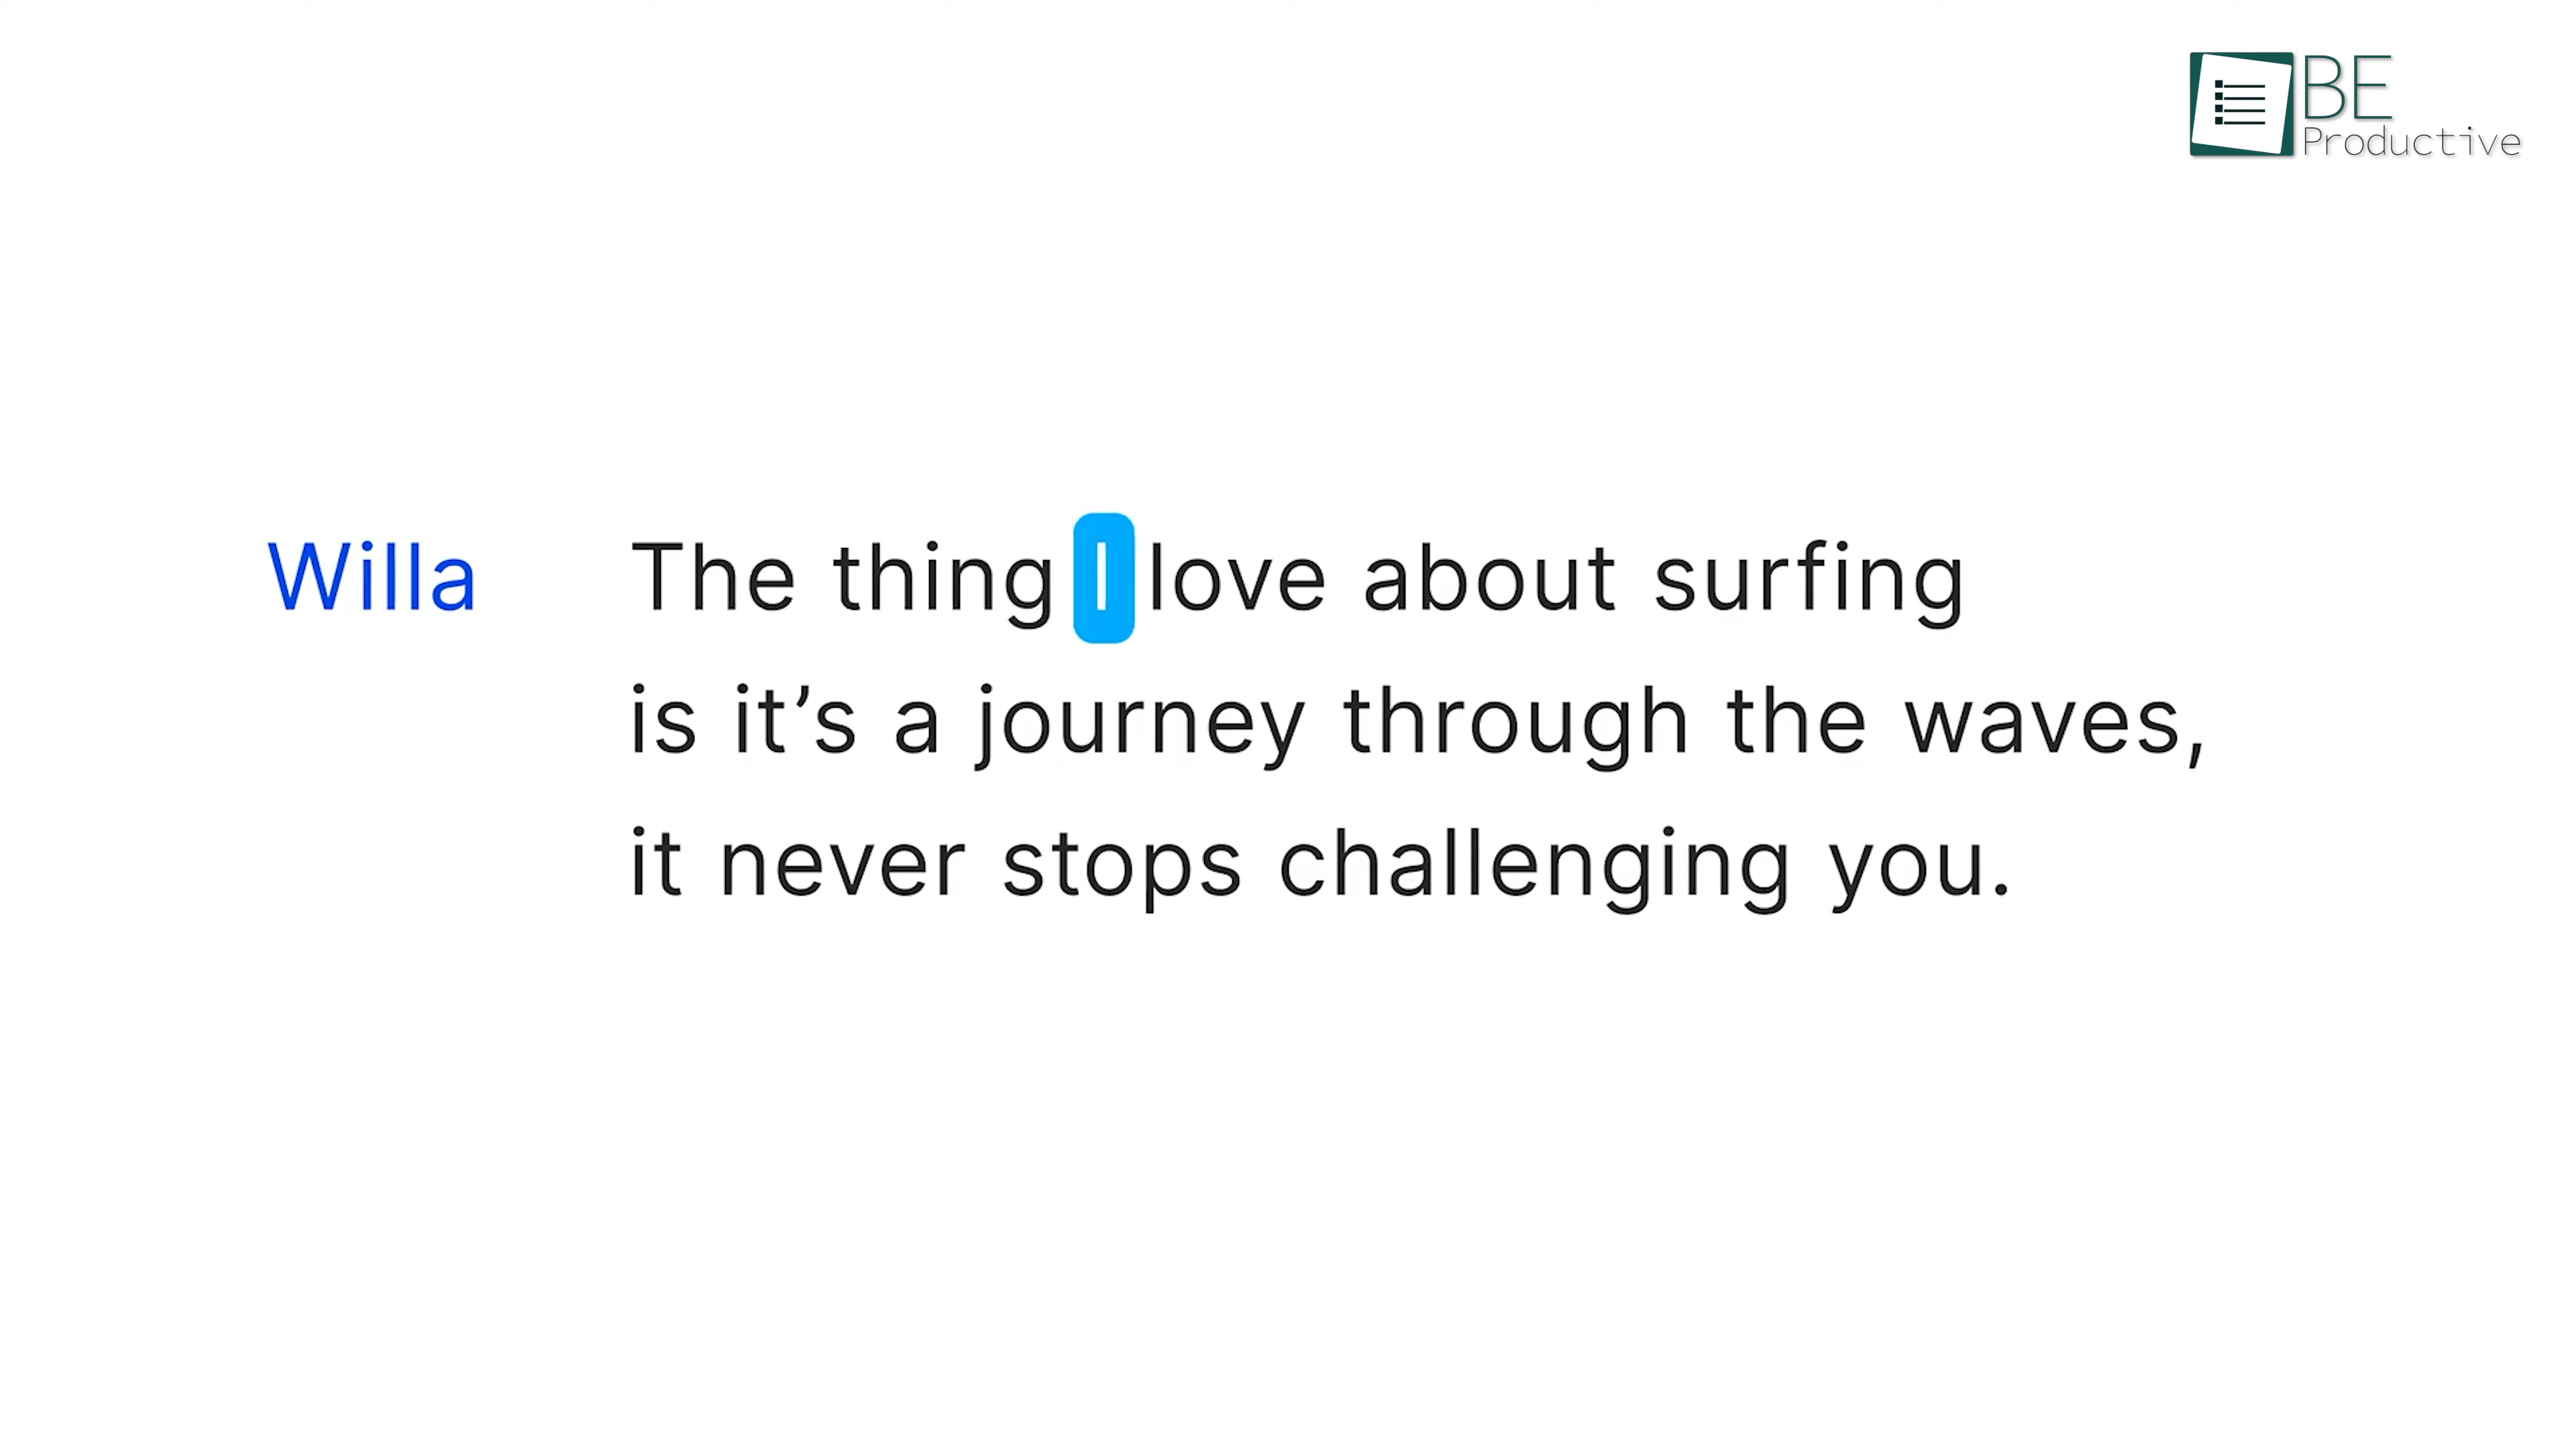 BE
Productive
Willa The thing I love about surfing
is it’s a journey through the waves,
it never stops challenging you.